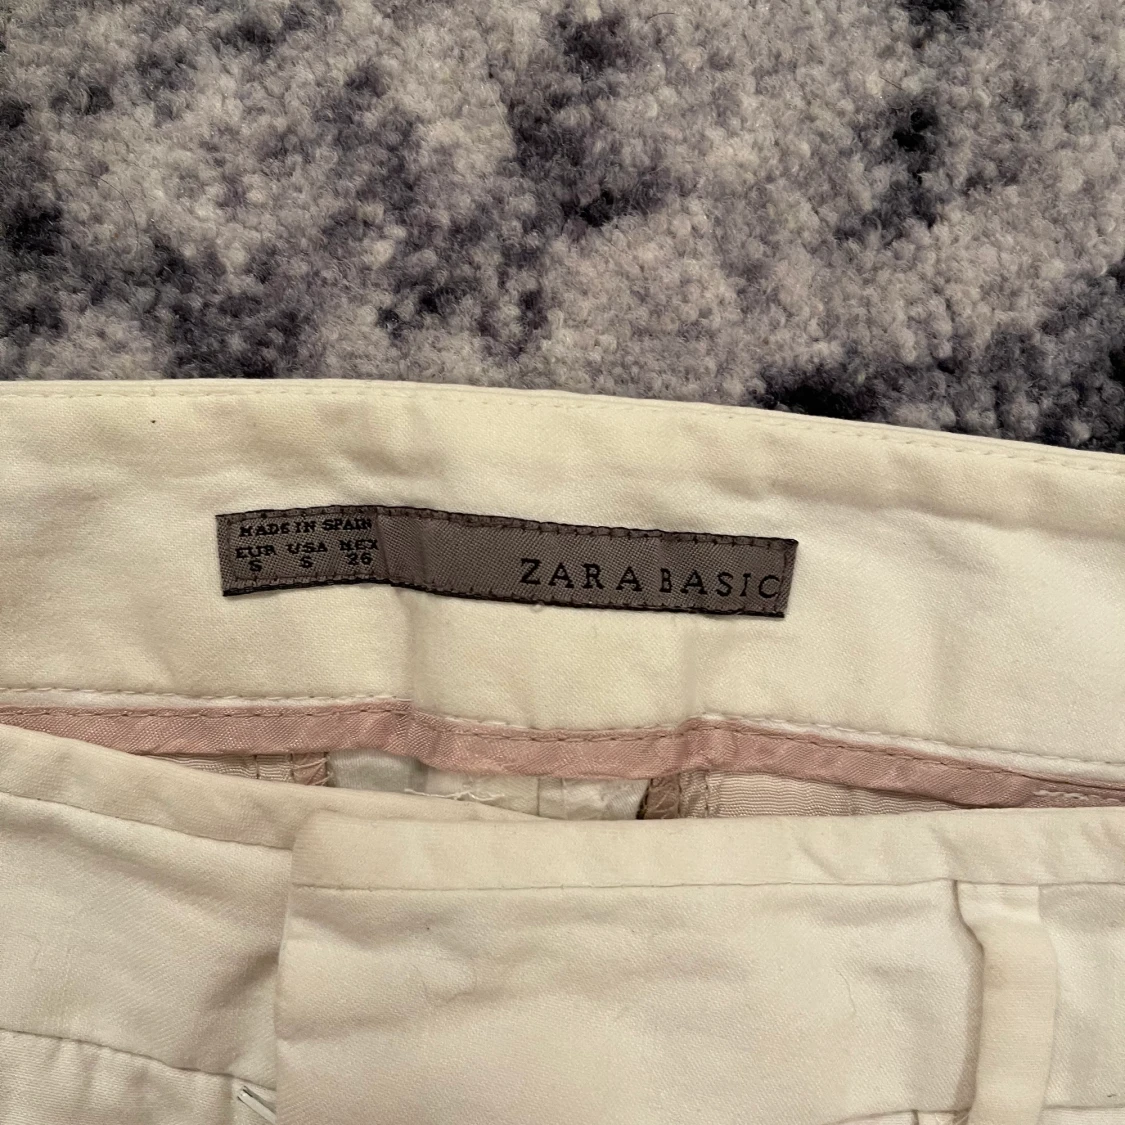 MADE IN SPAIN
EUR USA MEX
S S 26
ZARA BASIC